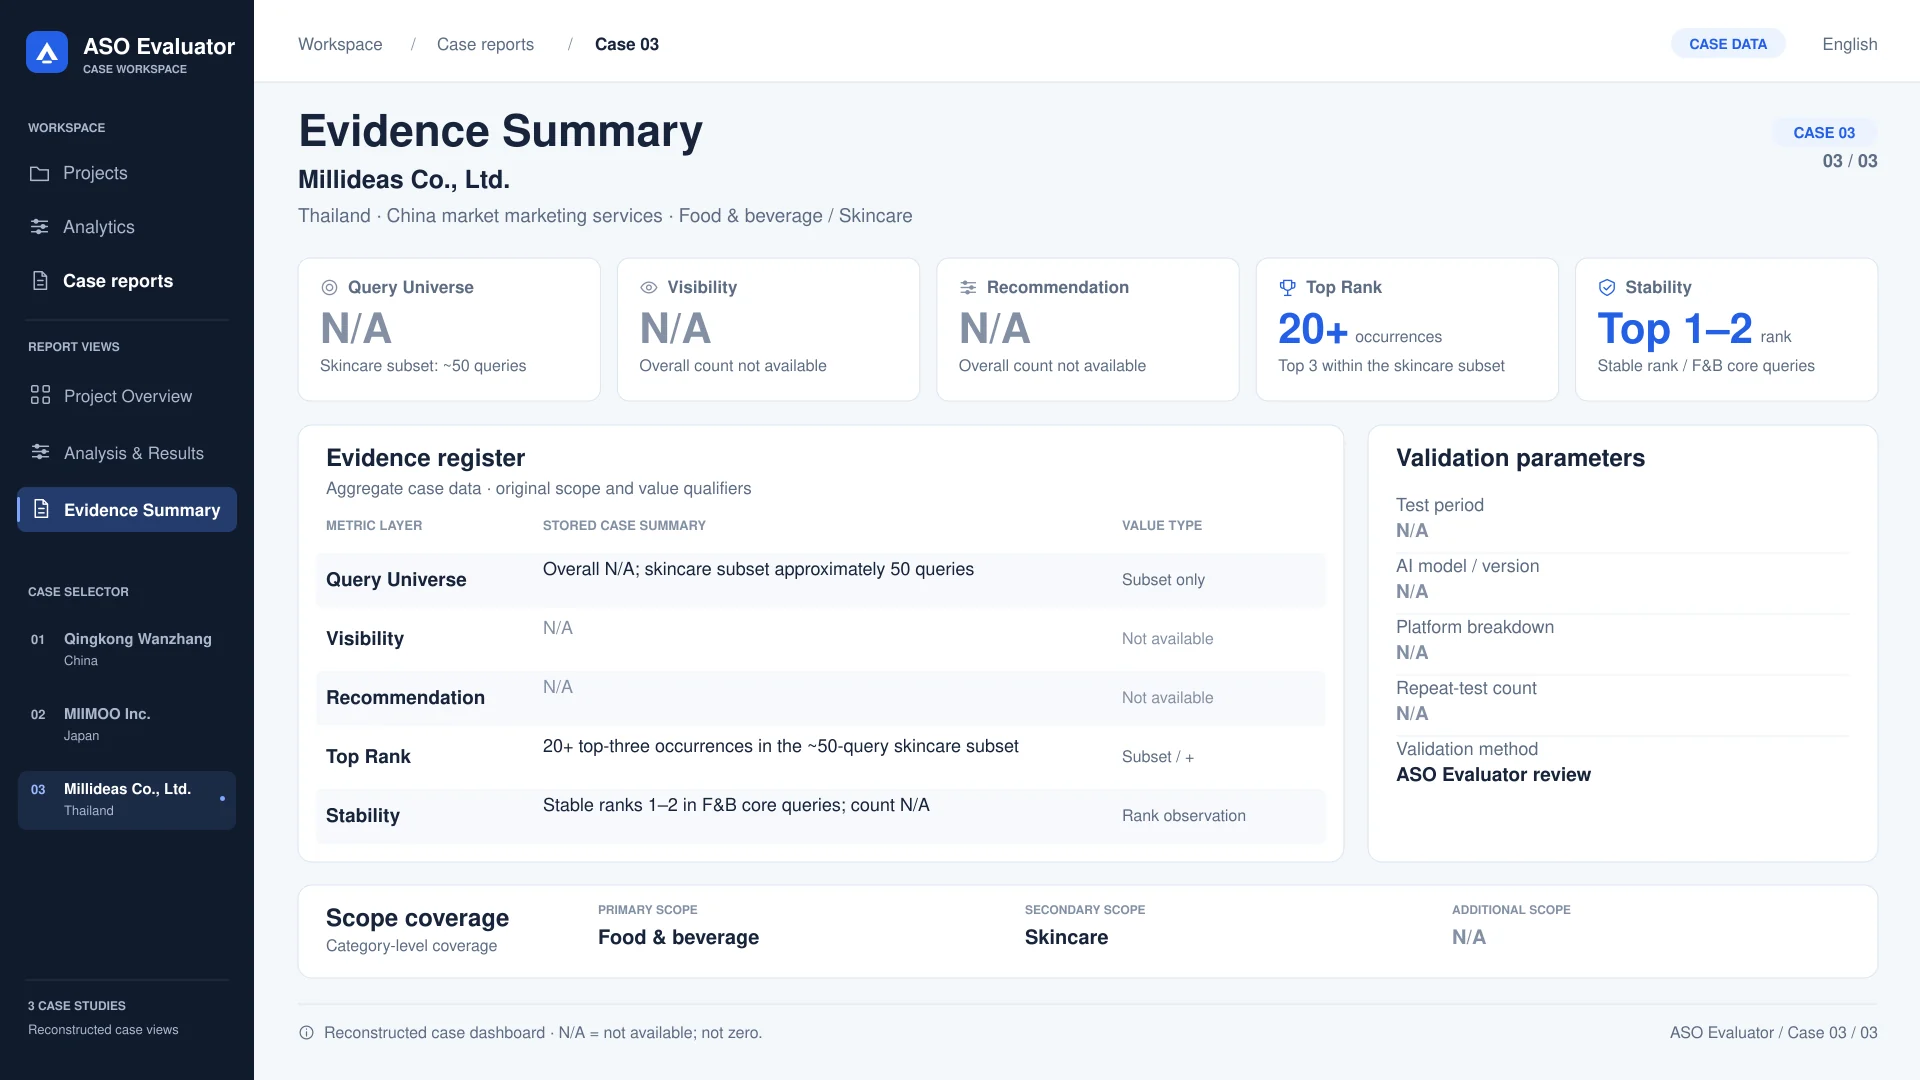 ASO Evaluator
CASE WORKSPACE
WORKSPACE
Projects
Analytics
Case reports
REPORT VIEWS
Project Overview
Analysis & Results
Evidence Summary
CASE SELECTOR
01 Qingkong Wanzhang
China
02 MIIMOO Inc.
Japan
03 Millideas Co., Ltd.
Thailand
3 CASE STUDIES
Reconstructed case views
Workspace / Case reports / Case 03
CASE DATA
English
Evidence Summary
Millideas Co., Ltd.
Thailand · China market marketing services · Food & beverage / Skincare
CASE 03
03 / 03
Query Universe
N/A
Skincare subset: ~50 queries
Visibility
N/A
Overall count not available
Recommendation
N/A
Overall count not available
Top Rank
20+ occurrences
Top 3 within the skincare subset
Stability
Top 1–2 rank
Stable rank / F&B core queries
Evidence register
Aggregate case data · original scope and value qualifiers
METRIC LAYER STORED CASE SUMMARY VALUE TYPE
Query Universe Overall N/A; skincare subset approximately 50 queries Subset only
Visibility N/A Not available
Recommendation N/A Not available
Top Rank 20+ top-three occurrences in the ~50-query skincare subset Subset / +
Stability Stable ranks 1–2 in F&B core queries; count N/A Rank observation
Validation parameters
Test period
N/A
AI model / version
N/A
Platform breakdown
N/A
Repeat-test count
N/A
Validation method
ASO Evaluator review
Scope coverage
Category-level coverage
PRIMARY SCOPE
Food & beverage
SECONDARY SCOPE
Skincare
ADDITIONAL SCOPE
N/A
Reconstructed case dashboard · N/A = not available; not zero.
ASO Evaluator / Case 03 / 03